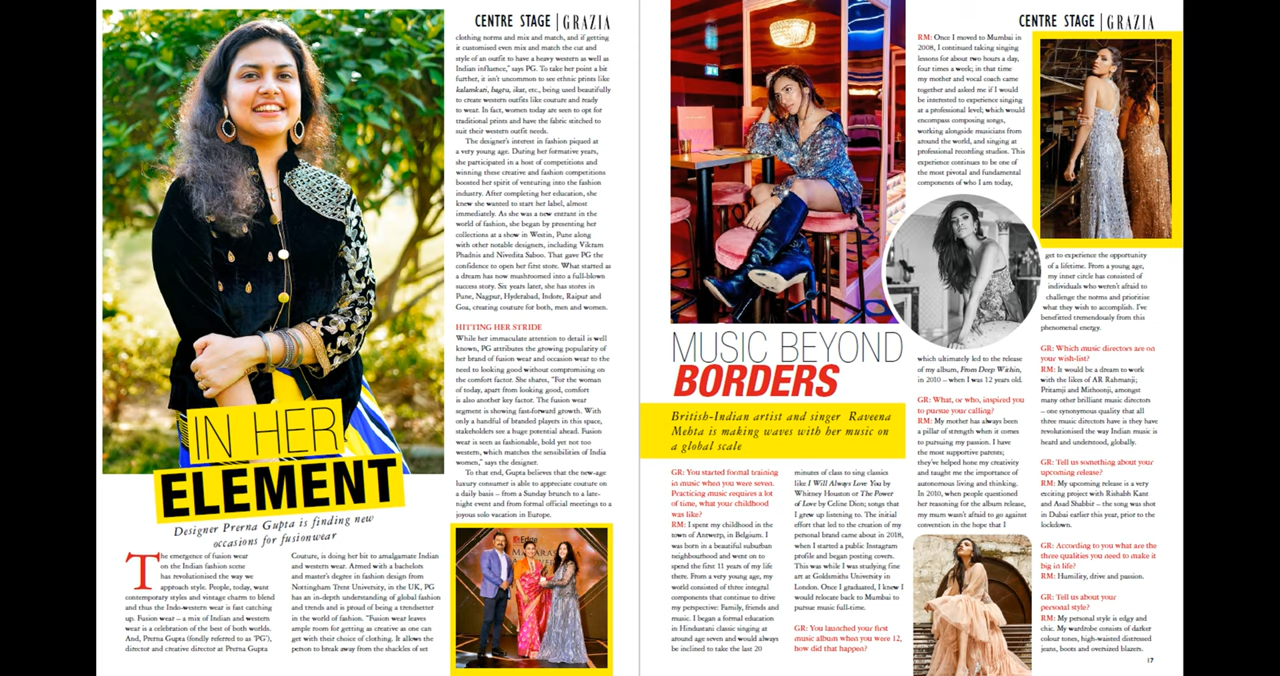 CENTRE STAGE | GRAZIA
IN HER
ELEMENT
Designer Prerna Gupta is finding new
occasions for fusionwear
The emergence of fusion wear
on the Indian fashion scene
has revolutionised the way we
approach style. People, today, want
contemporary styles and vintage charm to blend
and thus the Indo-western wear is fast catching
up. Fusion wear – a mix of Indian and western
wear is a celebration of the best of both worlds.
And, Prerna Gupta (fondly referred to as 'PG'),
director and creative director at Prerna Gupta
Couture, is doing her bit to amalgamate Indian
and western wear. Armed with a bachelors
and master's degree in fashion design from
Nottingham Trent University, in the UK, PG
has an in-depth understanding of global fashion
and trends and is proud of being a trendsetter
in the world of fashion. "Fusion wear leaves
ample room for getting as creative as one can
get with their choice of clothing. It allows the
person to break away from the shackles of set
clothing norms and mix and match, and if getting
it customised even mix and match the cut and
style of an outfit to have a heavy western as well as
Indian influence," says PG. To take her point a bit
further, it isn't uncommon to see ethnic prints like
kalamkari, bagru, ikat, etc., being used beautifully
to create western outfits like couture and ready
to wear. In fact, women today are seen to opt for
traditional prints and have the fabric stitched to
suit their western outfit needs.
The designer's interest in fashion piqued at
a very young age. During her formative years,
she participated in a host of competitions and
winning these creative and fashion competitions
boosted her spirit of venturing into the fashion
industry. After completing her education, she
knew she wanted to start her label, almost
immediately. As she was a new entrant in the
world of fashion, she began by presenting her
collections at a show in Westin, Pune along
with other notable designers, including Vikram
Phadnis and Nivedita Saboo. That gave PG the
confidence to open her first store. What started as
a dream has now mushroomed into a full-blown
success story. Six years later, she has stores in
Pune, Nagpur, Hyderabad, Indore, Raipur and
Goa, creating couture for both, men and women.
HITTING HER STRIDE
While her immaculate attention to detail is well
known, PG attributes the growing popularity of
her brand of fusion wear and occasion wear to the
need to looking good without compromising on
the comfort factor. She shares, "For the woman
of today, apart from looking good, comfort
is also another key factor. The fusion wear
segment is showing fast-forward growth. With
only a handful of branded players in this space,
stakeholders see a huge potential ahead. Fusion
wear is seen as fashionable, bold yet not too
western, which matches the sensibilities of India
women," says the designer.
To that end, Gupta believes that the new-age
luxury consumer is able to appreciate couture on
a daily basis – from a Sunday brunch to a late-
night event and from formal official meetings to a
joyous solo vacation in Europe.
Edge
CENTRE STAGE | GRAZIA
MUSIC BEYOND
BORDERS
British-Indian artist and singer Raveena
Mehta is making waves with her music on
a global scale
GR: You started formal training
in music when you were seven.
Practicing music requires a lot
of time, what your childhood
was like?
RM: I spent my childhood in the
town of Antwerp, in Belgium. I
was born in a beautiful suburban
neighbourhood and went on to
spend the first 11 years of my life
there. From a very young age, my
world consisted of three integral
components that continue to drive
my perspective: Family, friends and
music. I began a formal education
in Hindustani classic singing at
around age seven and would always
be inclined to take the last 20
minutes of class to sing classics
like I Will Always Love You by
Whitney Houston or The Power
of Love by Celine Dion; songs that
I grew up listening to. The initial
effort that led to the creation of my
personal brand came about in 2018,
when I started a public Instagram
profile and began posting covers.
This was while I was studying fine
art at Goldsmiths University in
London. Once I graduated, I knew I
would relocate back to Mumbai to
pursue music full-time.
GR: You launched your first
music album when you were 12,
how did that happen?
RM: Once I moved to Mumbai in
2008, I continued taking singing
lessons for about two hours a day,
four times a week; in that time
my mother and vocal coach came
together and asked me if I would
be interested in experience singing
at a professional level; which would
encompass composing songs,
working alongside musicians from
around the world, and singing at
professional recording studios. This
experience continues to be one of
the most pivotal and fundamental
components of who I am today,
which ultimately led to the release
of my album, From Deep Within,
in 2010 – when I was 12 years old.
GR: What, or who, inspired you
to pursue your calling?
RM: My mother has always been
a pillar of strength when it comes
to pursuing my passion. I have
the most supportive parents;
they've helped hone my creativity
and taught me the importance of
autonomous living and thinking.
In 2010, when people questioned
her reasoning for the album release,
my mum wasn't afraid to go against
convention in the hope that I
get to experience the opportunity
of a lifetime. From a young age,
my inner circle has consisted of
individuals who weren't afraid to
challenge the norms and prioritise
what they wish to accomplish. I've
benefitted tremendously from this
phenomenal energy.
GR: Which music directors are on
your wish-list?
RM: It would be a dream to work
with the likes of AR Rahmanji;
Pritamji and Mithoonji, amongst
many other brilliant music directors
– one synonymous quality that all
three music directors have is they have
revolutionised the way Indian music is
heard and understood, globally.
GR: Tell us something about your
upcoming release?
RM: My upcoming release is a very
exciting project with Rishabh Kant
and Asad Shabbir – the song was shot
in Dubai earlier this year, prior to the
lockdown.
GR: According to you what are the
three qualities you need to make it
big in life?
RM: Humility, drive and passion.
GR: Tell us about your
personal style?
RM: My personal style is edgy and
chic. My wardrobe consists of darker
colour tones, high-waisted distressed
jeans, boots and oversized blazers.
17